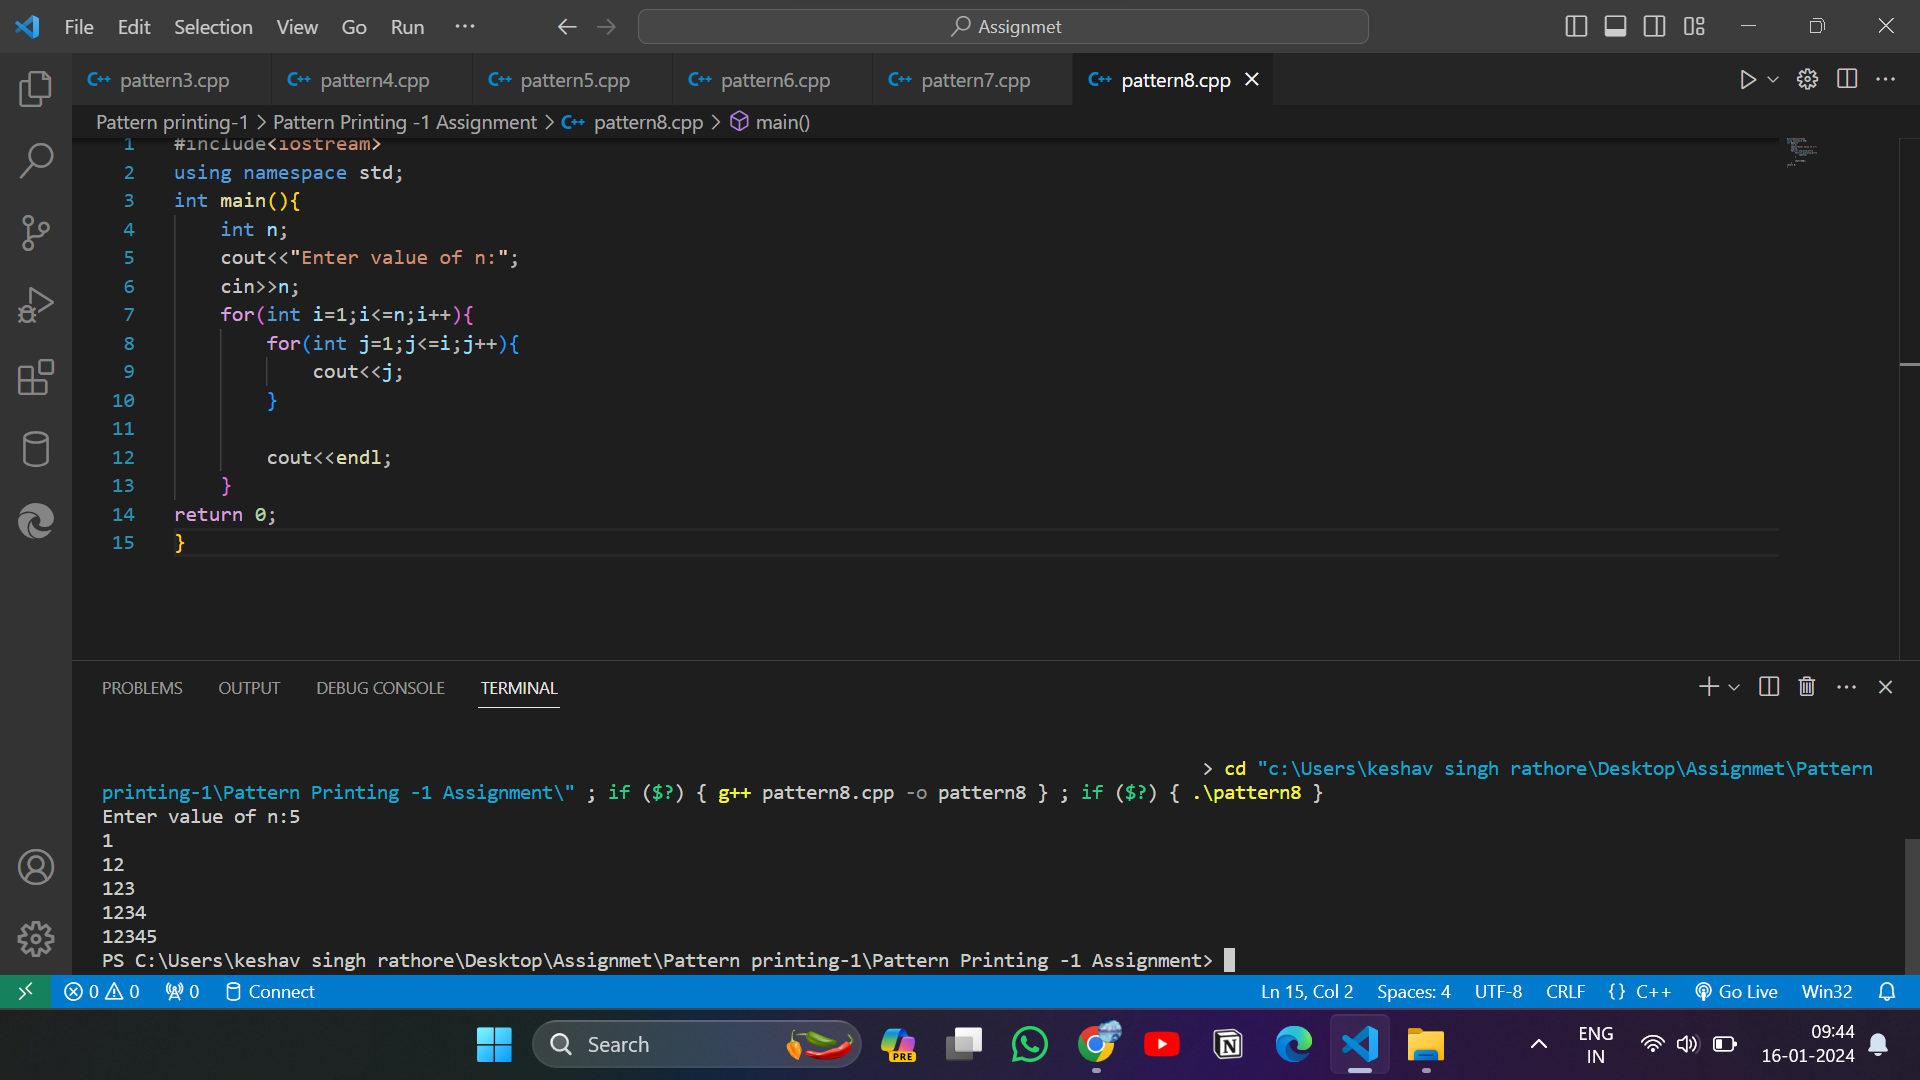 File Edit Selection View Go Run ··· Assignmet
pattern3.cpp pattern4.cpp pattern5.cpp pattern6.cpp pattern7.cpp pattern8.cpp
Pattern printing-1 > Pattern Printing -1 Assignment > pattern8.cpp > main()
1 #include<iostream>
2 using namespace std;
3 int main(){
4 int n;
5 cout<<"Enter value of n:";
6 cin>>n;
7 for(int i=1;i<=n;i++){
8 for(int j=1;j<=i;j++){
9 cout<<j;
10 }
11
12 cout<<endl;
13 }
14 return 0;
15 }
PROBLEMS OUTPUT DEBUG CONSOLE TERMINAL
> cd "c:\Users\keshav singh rathore\Desktop\Assignmet\Pattern
printing-1\Pattern Printing -1 Assignment\" ; if ($?) { g++ pattern8.cpp -o pattern8 } ; if ($?) { .\pattern8 }
Enter value of n:5
1
12
123
1234
12345
PS C:\Users\keshav singh rathore\Desktop\Assignmet\Pattern printing-1\Pattern Printing -1 Assignment>
0 0 0 Connect Ln 15, Col 2 Spaces: 4 UTF-8 CRLF {} C++ Go Live Win32
Search PRE ENG 09:44
IN 16-01-2024